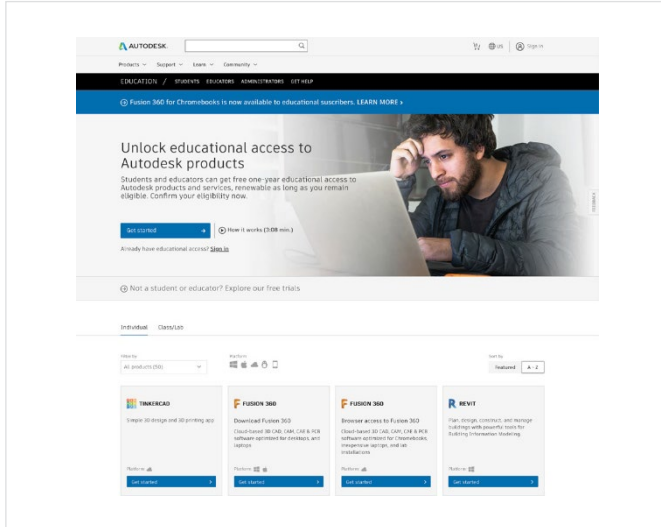 AUTODESK
US
Sign in
Products
Support
Learn
Community
EDUCATION / STUDENTS EDUCATORS ADMINISTRATORS GET HELP
Fusion 360 for Chromebooks is now available to educational suscribers. LEARN MORE
Unlock educational access to
Autodesk products
Students and educators can get free one-year educational access to
Autodesk products and services, renewable as long as you remain
eligible. Confirm your eligibility now.
Get started
How it works (3:08 min.)
Already have educational access? Sign in
FEEDBACK
Not a student or educator? Explore our free trials
Individual
Class/Lab
Filter by
Platform
Sort by
All products (50)
Featured
A - Z
TINKERCAD
Simple 3D design and 3D printing app
Platform:
Get started
FUSION 360
Download Fusion 360
Cloud-based 3D CAD, CAM, CAE & PCB
software optimized for desktops, and
laptops
Platform:
Get started
FUSION 360
Browser access to Fusion 360
Cloud-based 3D CAD, CAM, CAE & PCB
software optimized for Chromebooks,
inexpensive laptops, and lab
installations
Platform:
Get started
REVIT
Plan, design, construct, and manage
buildings with powerful tools for
Building Information Modeling.
Platform:
Get started